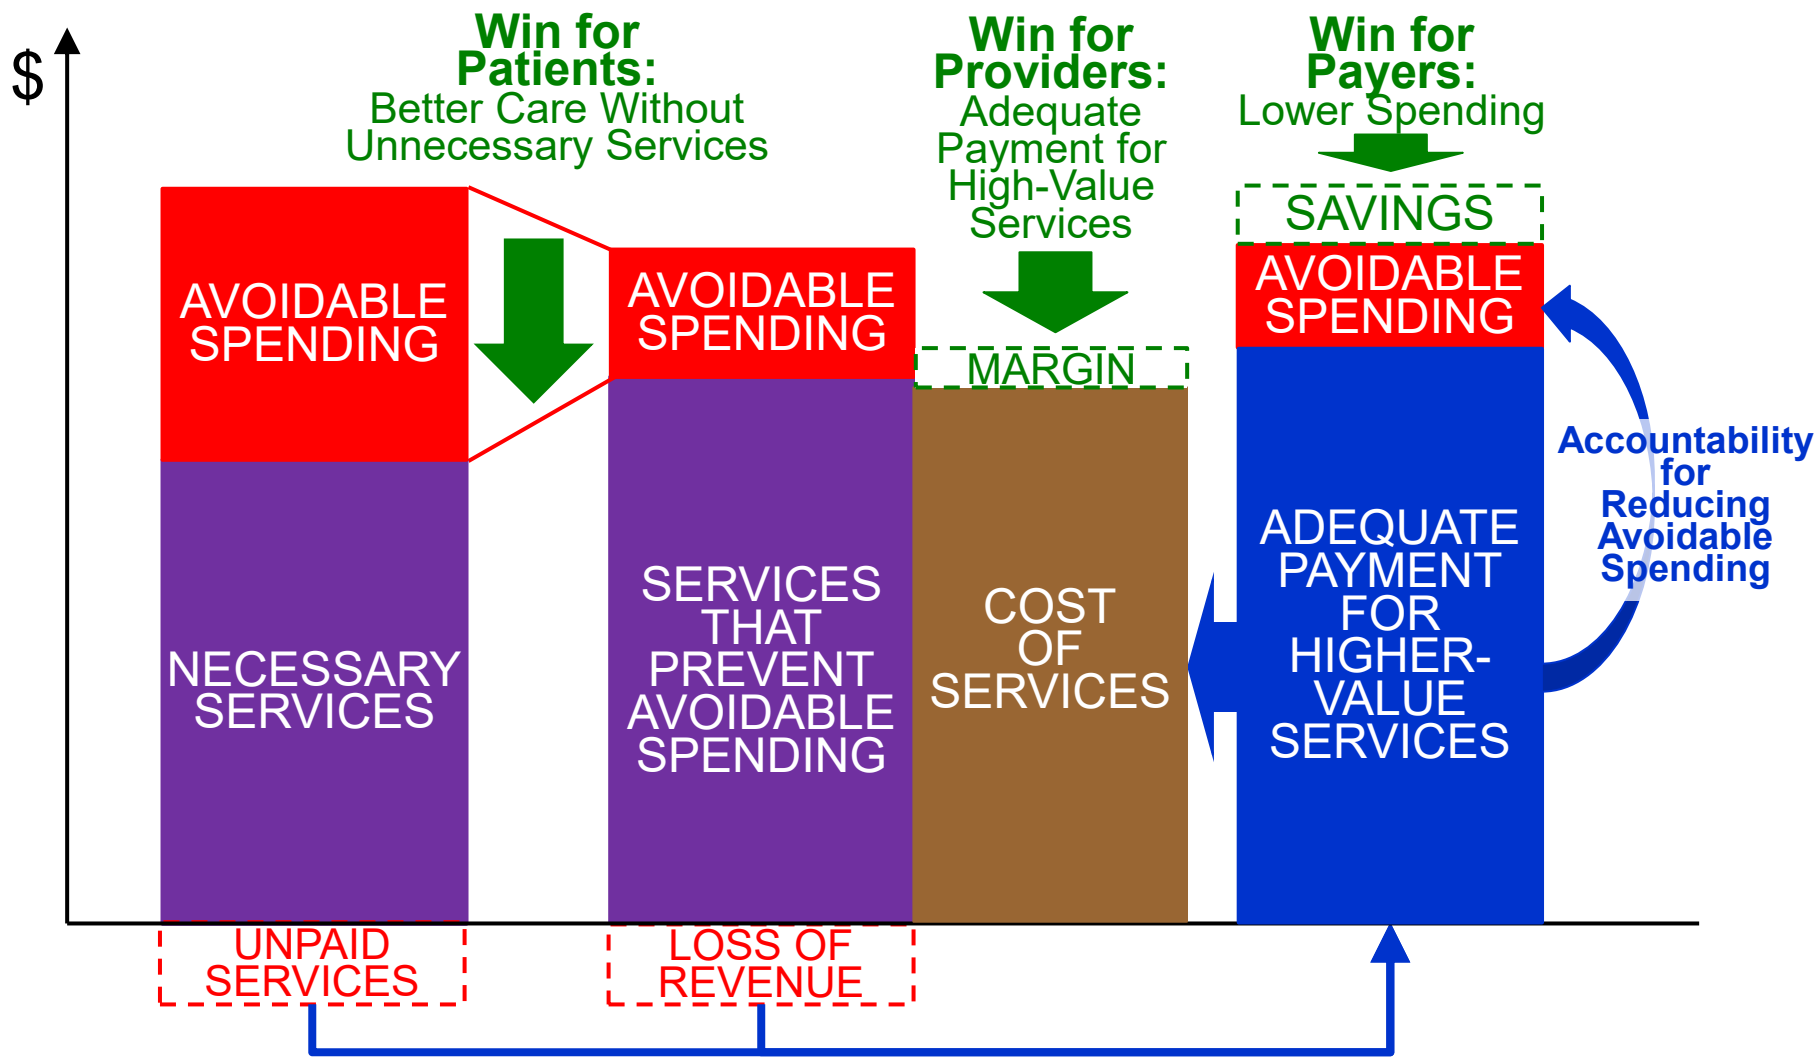 $
Win for
Patients:
Better Care Without
Unnecessary Services
Win for
Providers:
Adequate
Payment for
High-Value
Services
Win for
Payers:
Lower Spending
AVOIDABLE
SPENDING
NECESSARY
SERVICES
UNPAID
SERVICES
AVOIDABLE
SPENDING
SERVICES
THAT
PREVENT
AVOIDABLE
SPENDING
LOSS OF
REVENUE
MARGIN
COST
OF
SERVICES
SAVINGS
AVOIDABLE
SPENDING
ADEQUATE
PAYMENT
FOR
HIGHER-
VALUE
SERVICES
Accountability
for
Reducing
Avoidable
Spending